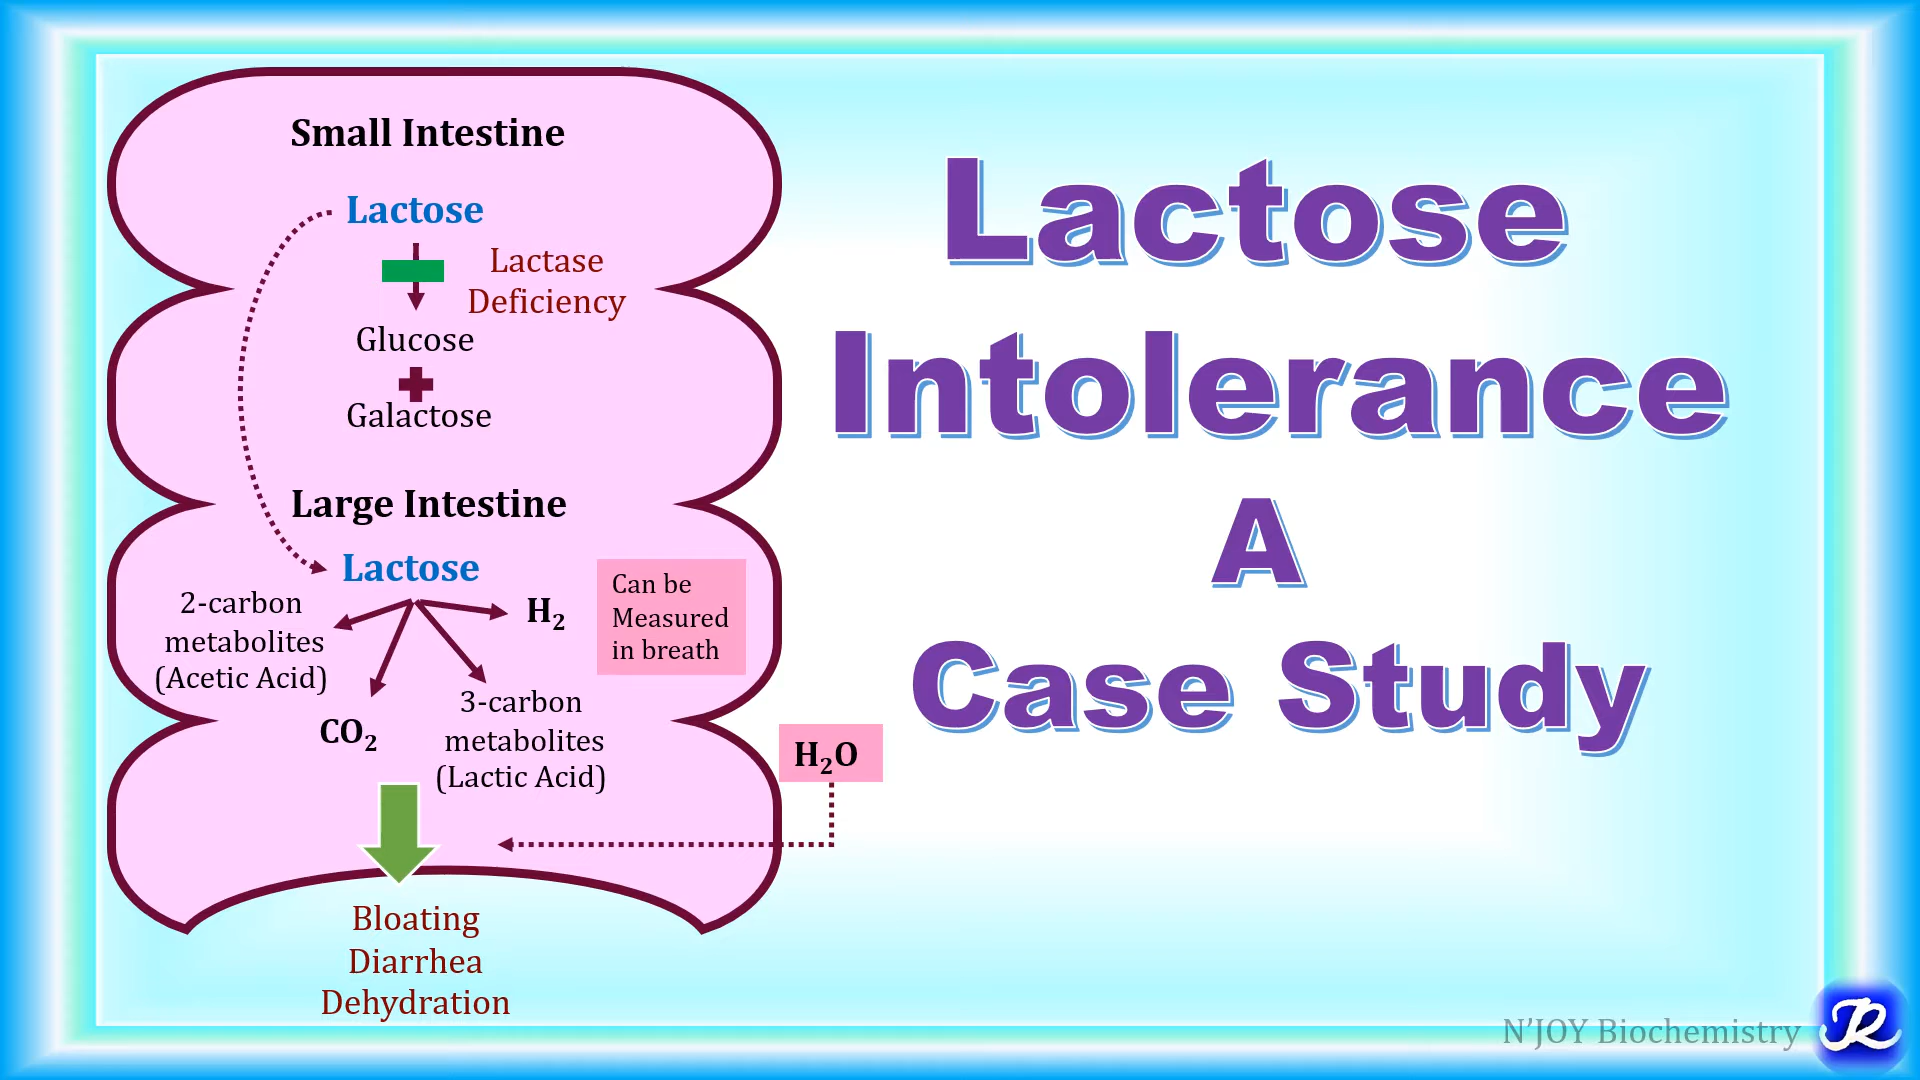 Small Intestine
Lactose
Lactase
Deficiency
Glucose
Galactose
Large Intestine
Lactose
2-carbon
metabolites
(Acetic Acid)
CO₂
3-carbon
metabolites
(Lactic Acid)
H₂
Can be
Measured
in breath
H₂O
Bloating
Diarrhea
Dehydration
Lactose
Intolerance
A
Case Study
N'JOY Biochemistry
JR